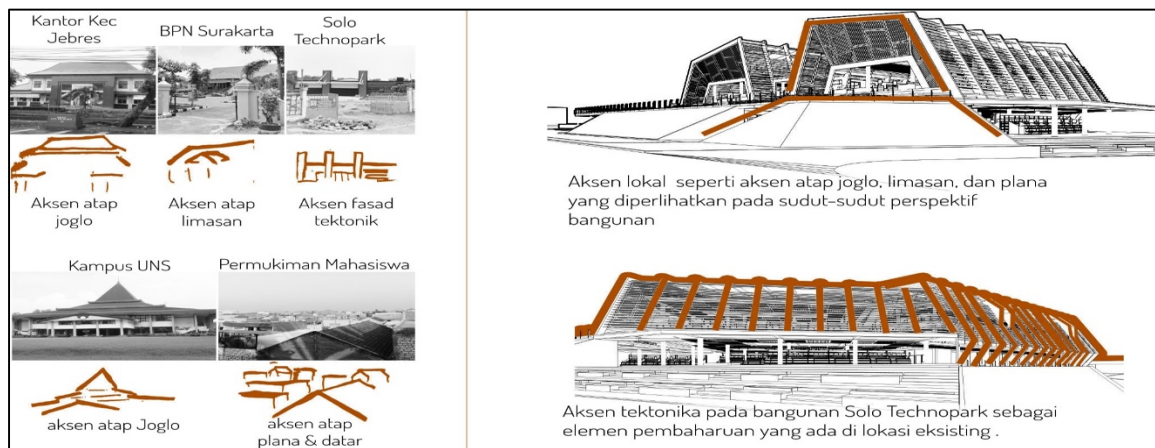 Kantor Kec
Jebres
BPN Surakarta
Solo
Technopark
Aksen atap
joglo
Aksen atap
limasan
Aksen fasad
tektonik
Kampus UNS
Permukiman Mahasiswa
aksen atap Joglo
aksen atap
plana & datar
Aksen lokal seperti aksen atap joglo, limasan, dan plana
yang diperlihatkan pada sudut-sudut perspektif
bangunan
Aksen tektonika pada bangunan Solo Technopark sebagai
elemen pembaharuan yang ada di lokasi eksisting .